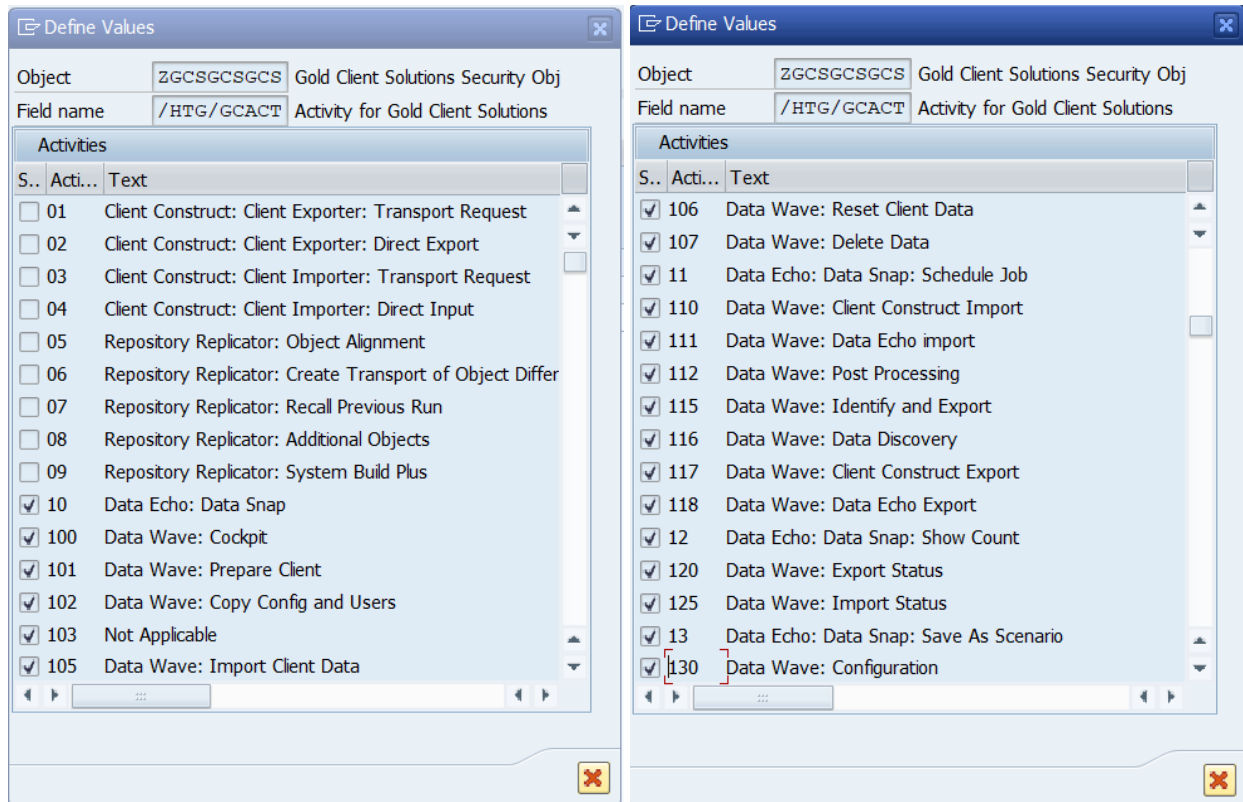 Define Values
Object ZGCSGCSGCS Gold Client Solutions Security Obj
Field name /HTG/GCACT Activity for Gold Client Solutions
Activities
S.. Acti... Text
01 Client Construct: Client Exporter: Transport Request
02 Client Construct: Client Exporter: Direct Export
03 Client Construct: Client Importer: Transport Request
04 Client Construct: Client Importer: Direct Input
05 Repository Replicator: Object Alignment
06 Repository Replicator: Create Transport of Object Differ
07 Repository Replicator: Recall Previous Run
08 Repository Replicator: Additional Objects
09 Repository Replicator: System Build Plus
10 Data Echo: Data Snap
100 Data Wave: Cockpit
101 Data Wave: Prepare Client
102 Data Wave: Copy Config and Users
103 Not Applicable
105 Data Wave: Import Client Data
Define Values
Object ZGCSGCSGCS Gold Client Solutions Security Obj
Field name /HTG/GCACT Activity for Gold Client Solutions
Activities
S.. Acti... Text
106 Data Wave: Reset Client Data
107 Data Wave: Delete Data
11 Data Echo: Data Snap: Schedule Job
110 Data Wave: Client Construct Import
111 Data Wave: Data Echo import
112 Data Wave: Post Processing
115 Data Wave: Identify and Export
116 Data Wave: Data Discovery
117 Data Wave: Client Construct Export
118 Data Wave: Data Echo Export
12 Data Echo: Data Snap: Show Count
120 Data Wave: Export Status
125 Data Wave: Import Status
13 Data Echo: Data Snap: Save As Scenario
130 Data Wave: Configuration